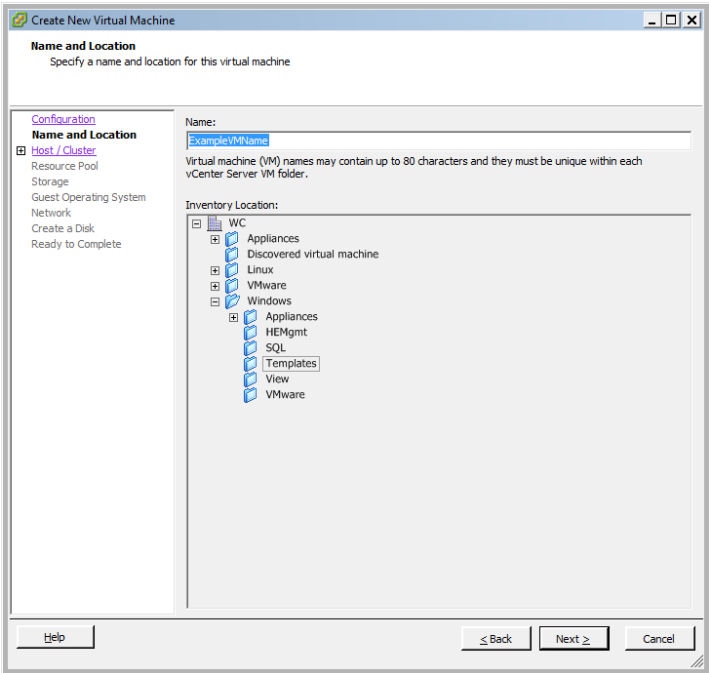 Create New Virtual Machine
Name and Location
Specify a name and location for this virtual machine
Configuration
Name and Location
Host / Cluster
Resource Pool
Storage
Guest Operating System
Network
Create a Disk
Ready to Complete
Name:
ExampleVMName
Virtual machine (VM) names may contain up to 80 characters and they must be unique within each
vCenter Server VM folder.
Inventory Location:
WC
Appliances
Discovered virtual machine
Linux
VMware
Windows
Appliances
HEMgmt
SQL
Templates
View
VMware
Help
< Back
Next >
Cancel